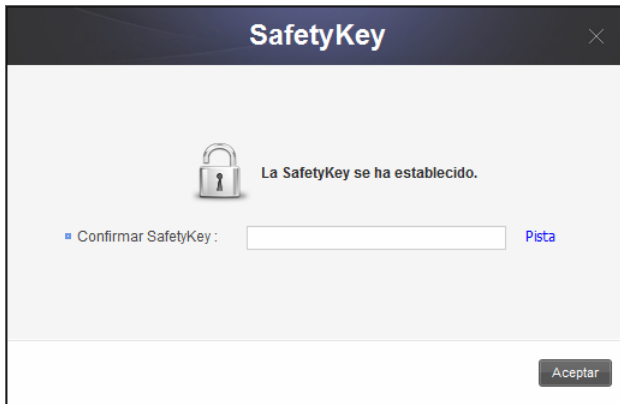 SafetyKey
La SafetyKey se ha establecido.
Confirmar SafetyKey : Pista
Aceptar